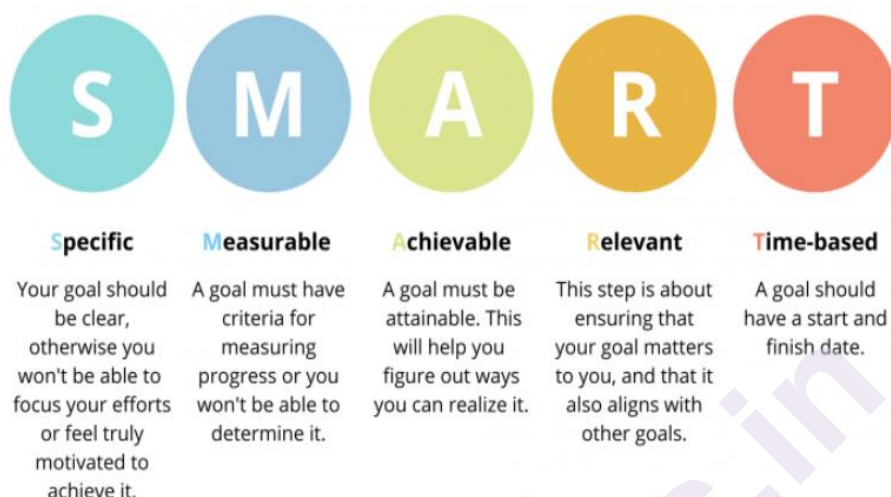 S M A R T
Specific
Your goal should
be clear,
otherwise you
won't be able to
focus your efforts
or feel truly
motivated to
achieve it.
Measurable
A goal must have
criteria for
measuring
progress or you
won't be able to
determine it.
Achievable
A goal must be
attainable. This
will help you
figure out ways
you can realize it.
Relevant
This step is about
ensuring that
your goal matters
to you, and that it
also aligns with
other goals.
Time-based
A goal should
have a start and
finish date.
s.in